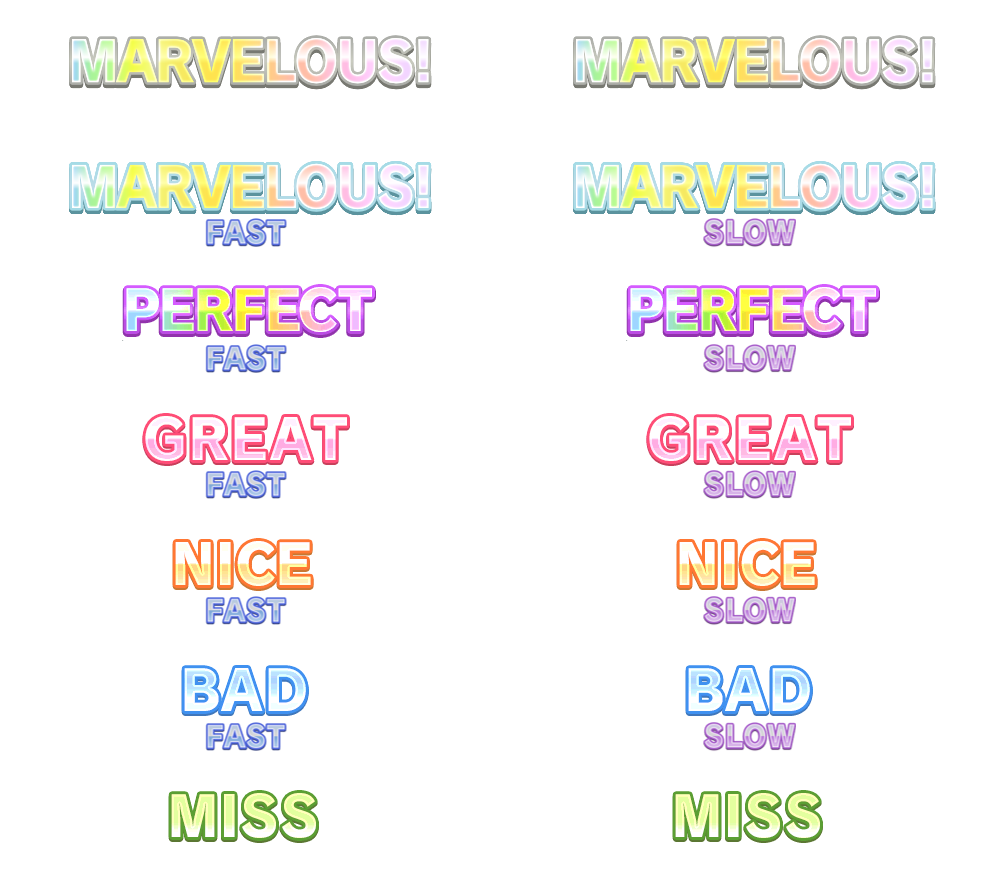 MARVELOUS! MARVELOUS!
MARVELOUS! MARVELOUS!
FAST SLOW
PERFECT PERFECT
FAST SLOW
GREAT GREAT
FAST SLOW
NICE NICE
FAST SLOW
BAD BAD
FAST SLOW
MISS MISS